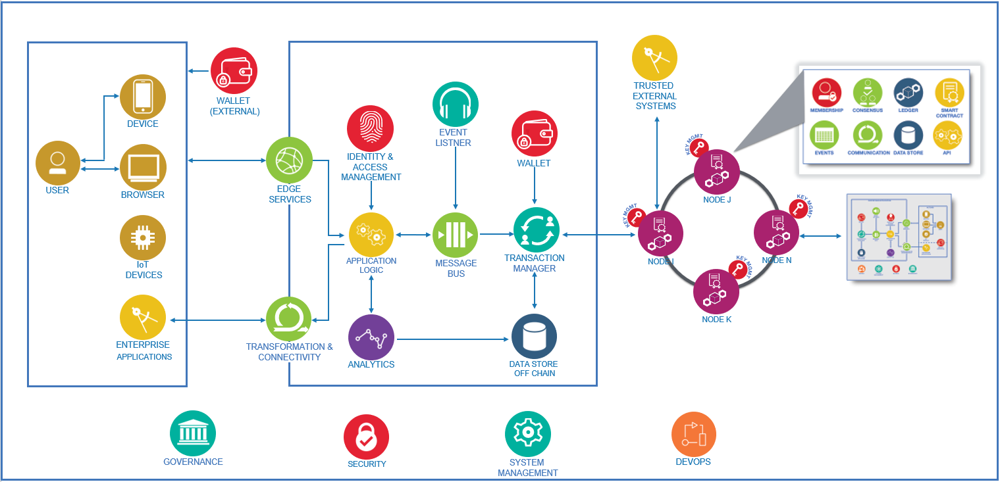 DEVICE
USER
BROWSER
IoT
DEVICES
ENTERPRISE
APPLICATIONS
WALLET
(EXTERNAL)
EDGE
SERVICES
TRANSFORMATION &
CONNECTIVITY
IDENTITY &
ACCESS
MANAGEMENT
APPLICATION
LOGIC
ANALYTICS
EVENT
LISTNER
MESSAGE
BUS
WALLET
TRANSACTION
MANAGER
DATA STORE
OFF CHAIN
TRUSTED
EXTERNAL
SYSTEMS
KEY MGMT
NODE J
KEY MGMT
NODE I
KEY MGMT
NODE N
KEY MGMT
NODE K
MEMBERSHIP
CONSENSUS
LEDGER
SMART
CONTRACT
EVENTS
COMMUNICATION
DATA STORE
API
GOVERNANCE
SECURITY
SYSTEM
MANAGEMENT
DEVOPS